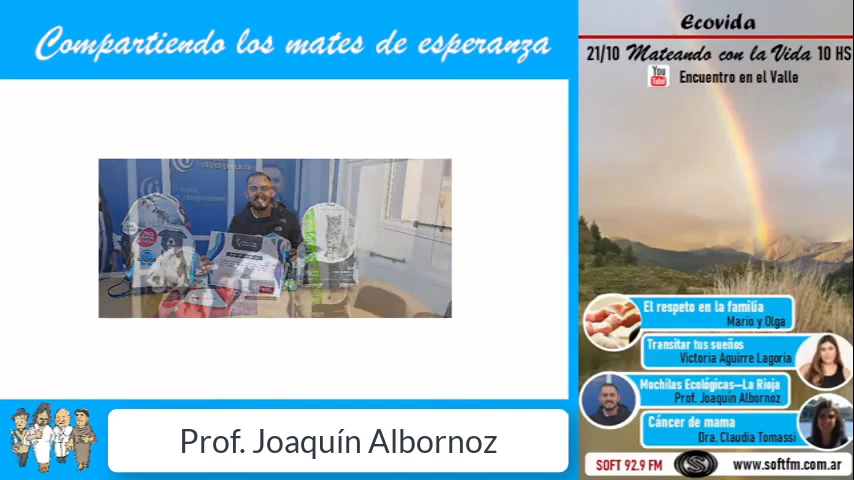 Compartiendo los mates de esperanza
Prof. Joaquín Albornoz
Ecovida
21/10 Mateando con la Vida 10 HS
You Tube
Encuentro en el Valle
El respeto en la familia
Mario y Olga
Transitar tus sueños
Victoria Aguirre Lagoria
Mochilas Ecológicas—La Rioja
Prof. Joaquín Albornoz
Cáncer de mama
Dra. Claudia Tomassi
SOFT 92.9 FM
www.softfm.com.ar